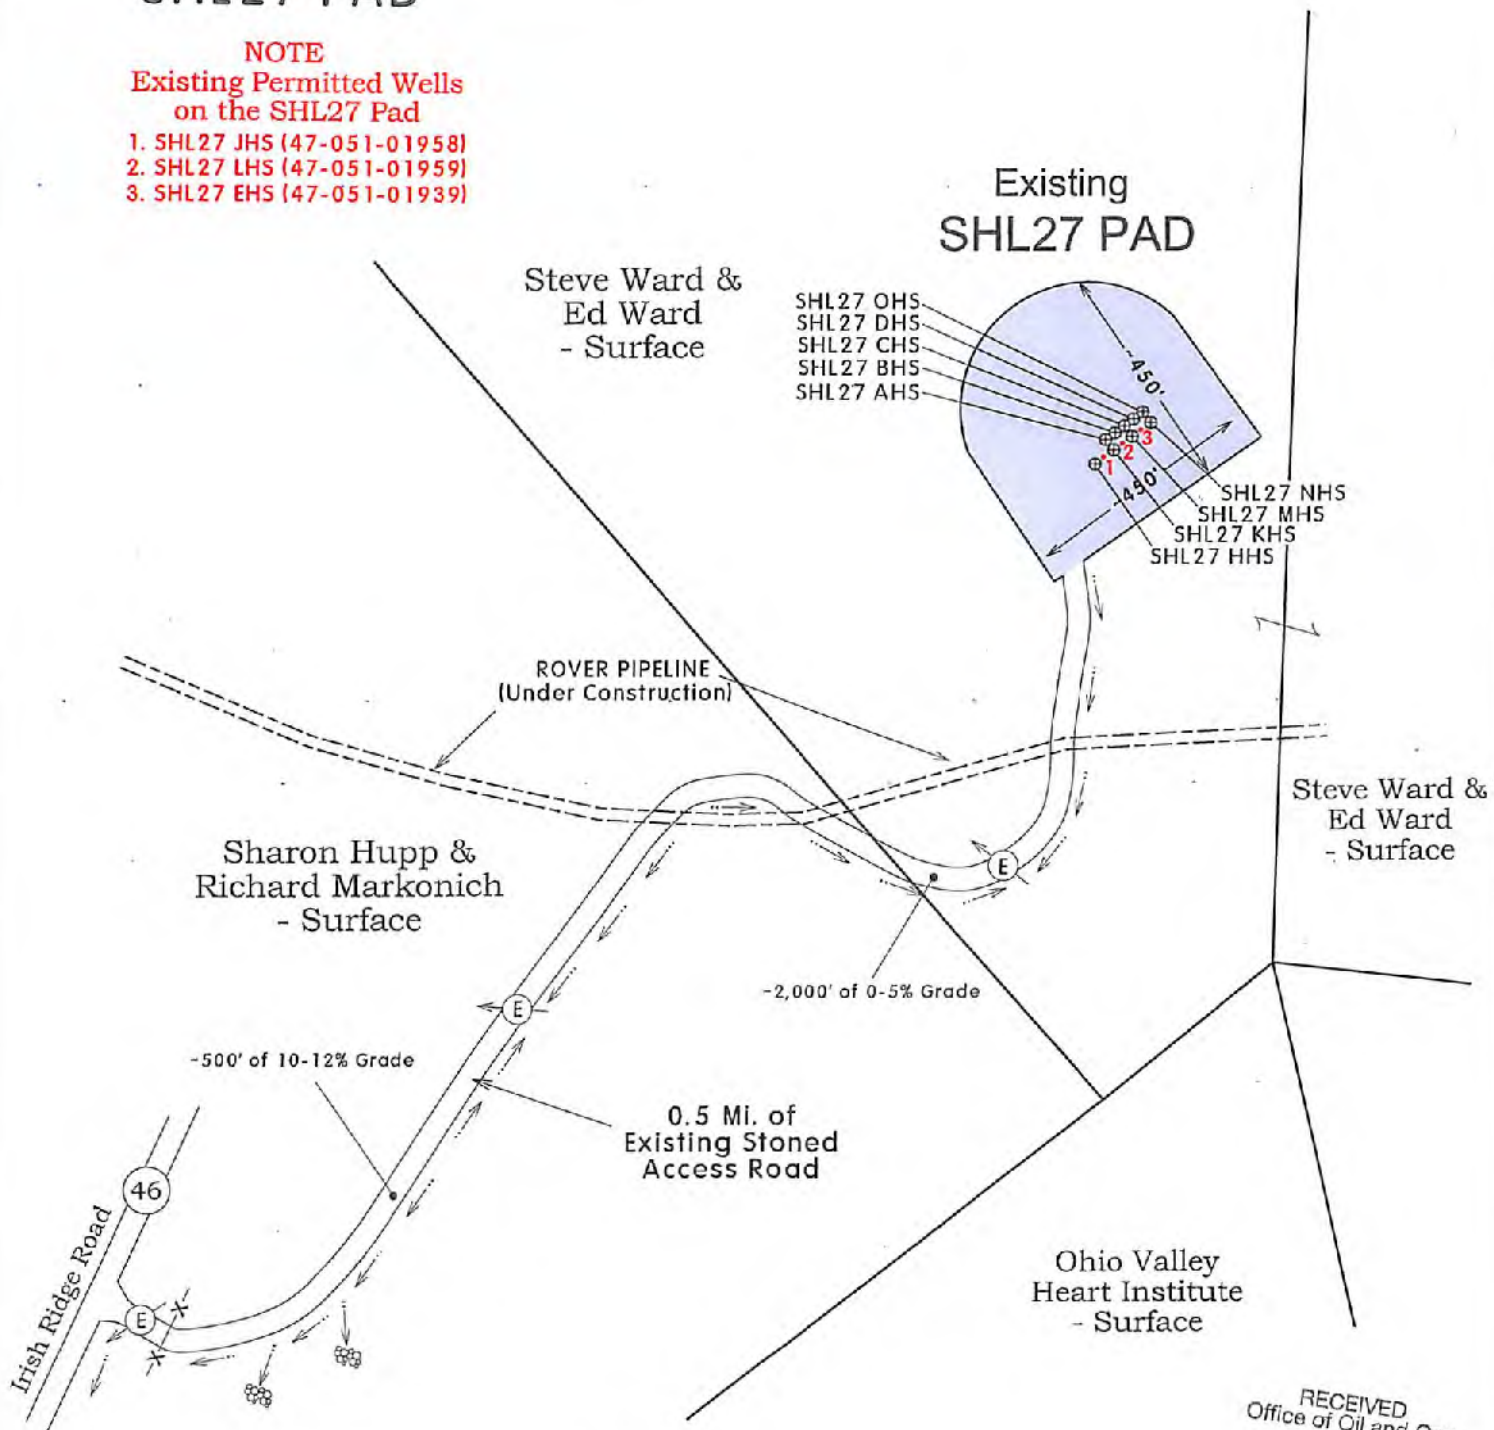 NOTE
Existing Permitted Wells
on the SHL27 Pad
1. SHL27 JHS (47-051-01958)
2. SHL27 LHS (47-051-01959)
3. SHL27 EHS (47-051-01939)
Existing
SHL27 PAD
Steve Ward &
Ed Ward
- Surface
SHL27 OHS
SHL27 DHS
SHL27 CHS
SHL27 BHS
SHL27 AHS
~450'
3
2
1
~450'
SHL27 NHS
SHL27 MHS
SHL27 KHS
SHL27 HHS
ROVER PIPELINE
(Under Construction)
Steve Ward &
Ed Ward
- Surface
Sharon Hupp &
Richard Markonich
- Surface
E
~2,000' of 0-5% Grade
E
~500' of 10-12% Grade
0.5 Mi. of
Existing Stoned
Access Road
46
Irish Ridge Road
E
Ohio Valley
Heart Institute
- Surface
RECEIVED
Office of Oil and